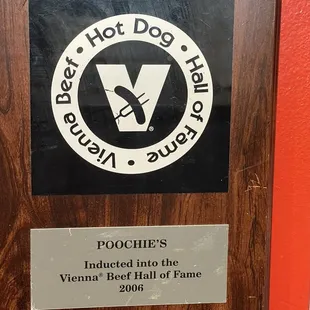 Vienna Beef • Hot Dog • Hall of Fame •
V
®
POOCHIE'S
Inducted into the
Vienna® Beef Hall of Fame
2006